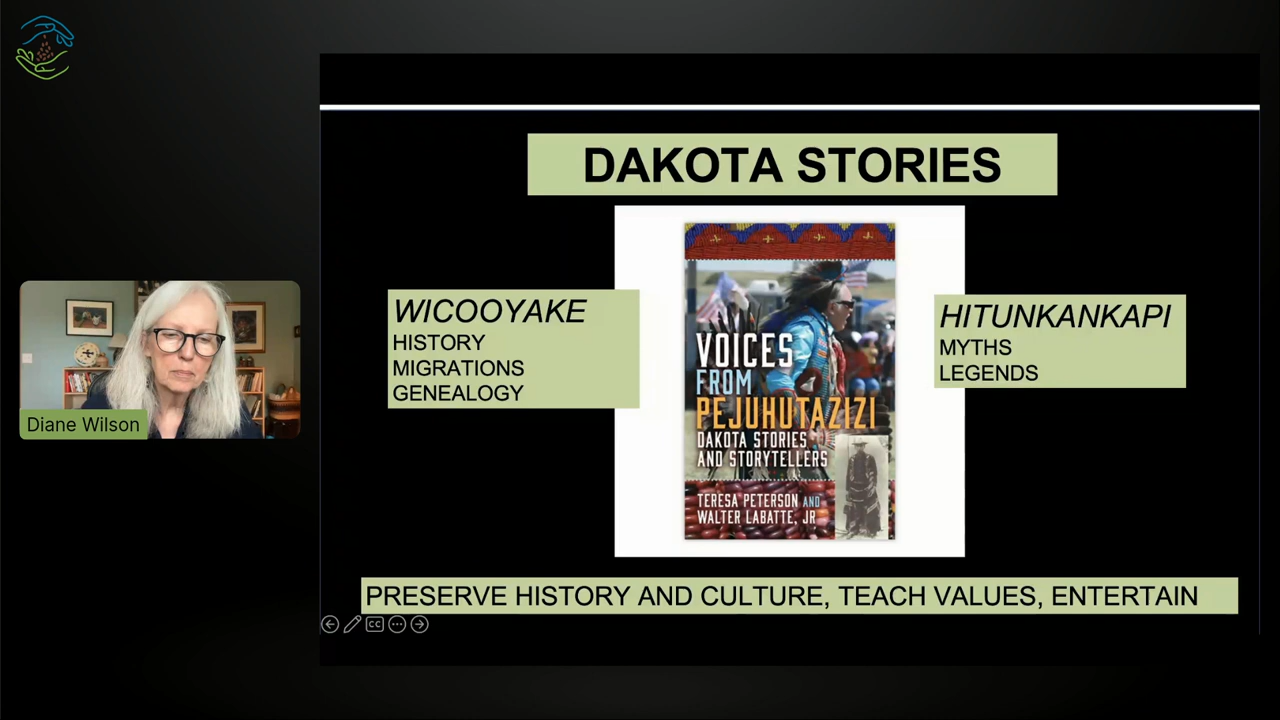 DAKOTA STORIES
WICOOYAKE
HISTORY
MIGRATIONS
GENEALOGY
VOICES
FROM
PEJUHUTAZIZI
DAKOTA STORIES
AND STORYTELLERS
TERESA PETERSON AND
WALTER LABATTE, JR
HITUNKANKAPI
MYTHS
LEGENDS
PRESERVE HISTORY AND CULTURE, TEACH VALUES, ENTERTAIN
CC
Diane Wilson